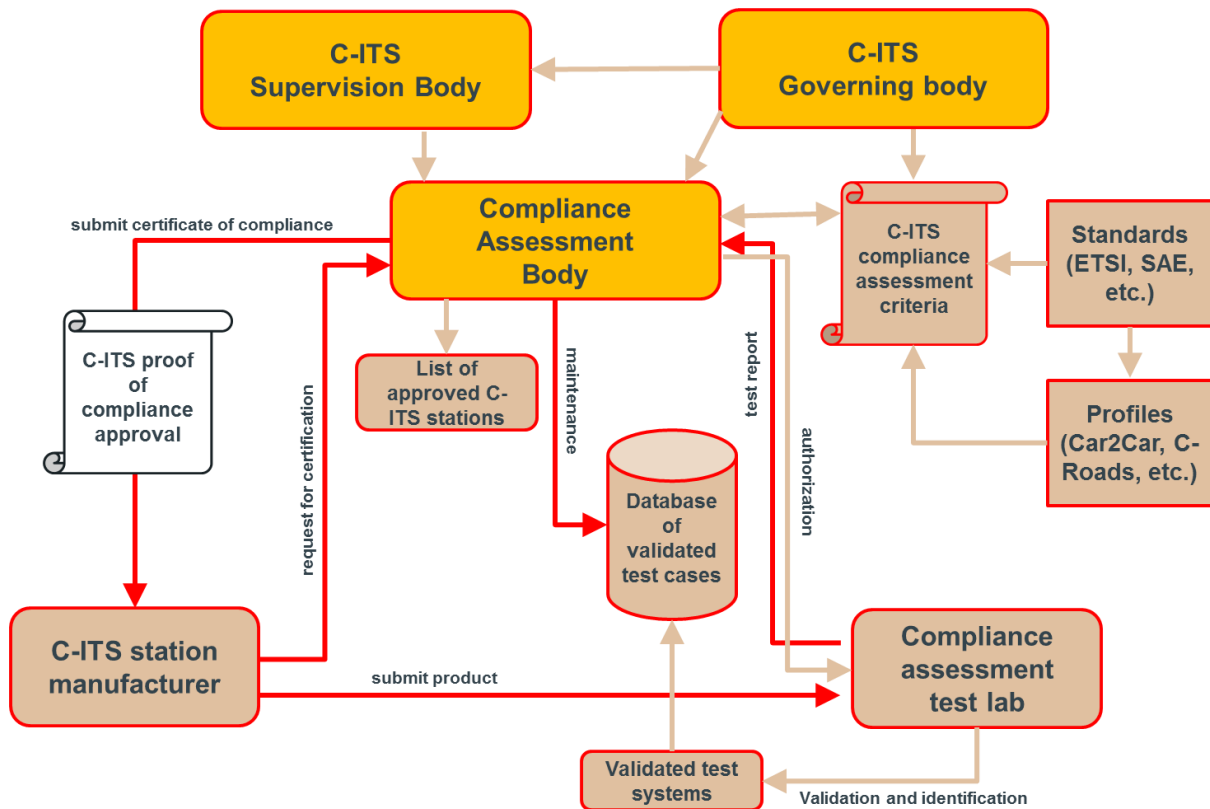 C-ITS
Supervision Body
C-ITS
Governing body
submit certificate of compliance
Compliance
Assessment
Body
C-ITS
compliance
assessment
criteria
Standards
(ETSI, SAE,
etc.)
C-ITS proof
of
compliance
approval
request for certification
List of
approved C-
ITS stations
maintenance
test report
authorization
Profiles
(Car2Car, C-
Roads, etc.)
Database
of
validated
test cases
C-ITS station
manufacturer
submit product
Compliance
assessment
test lab
Validated test
systems
Validation and identification